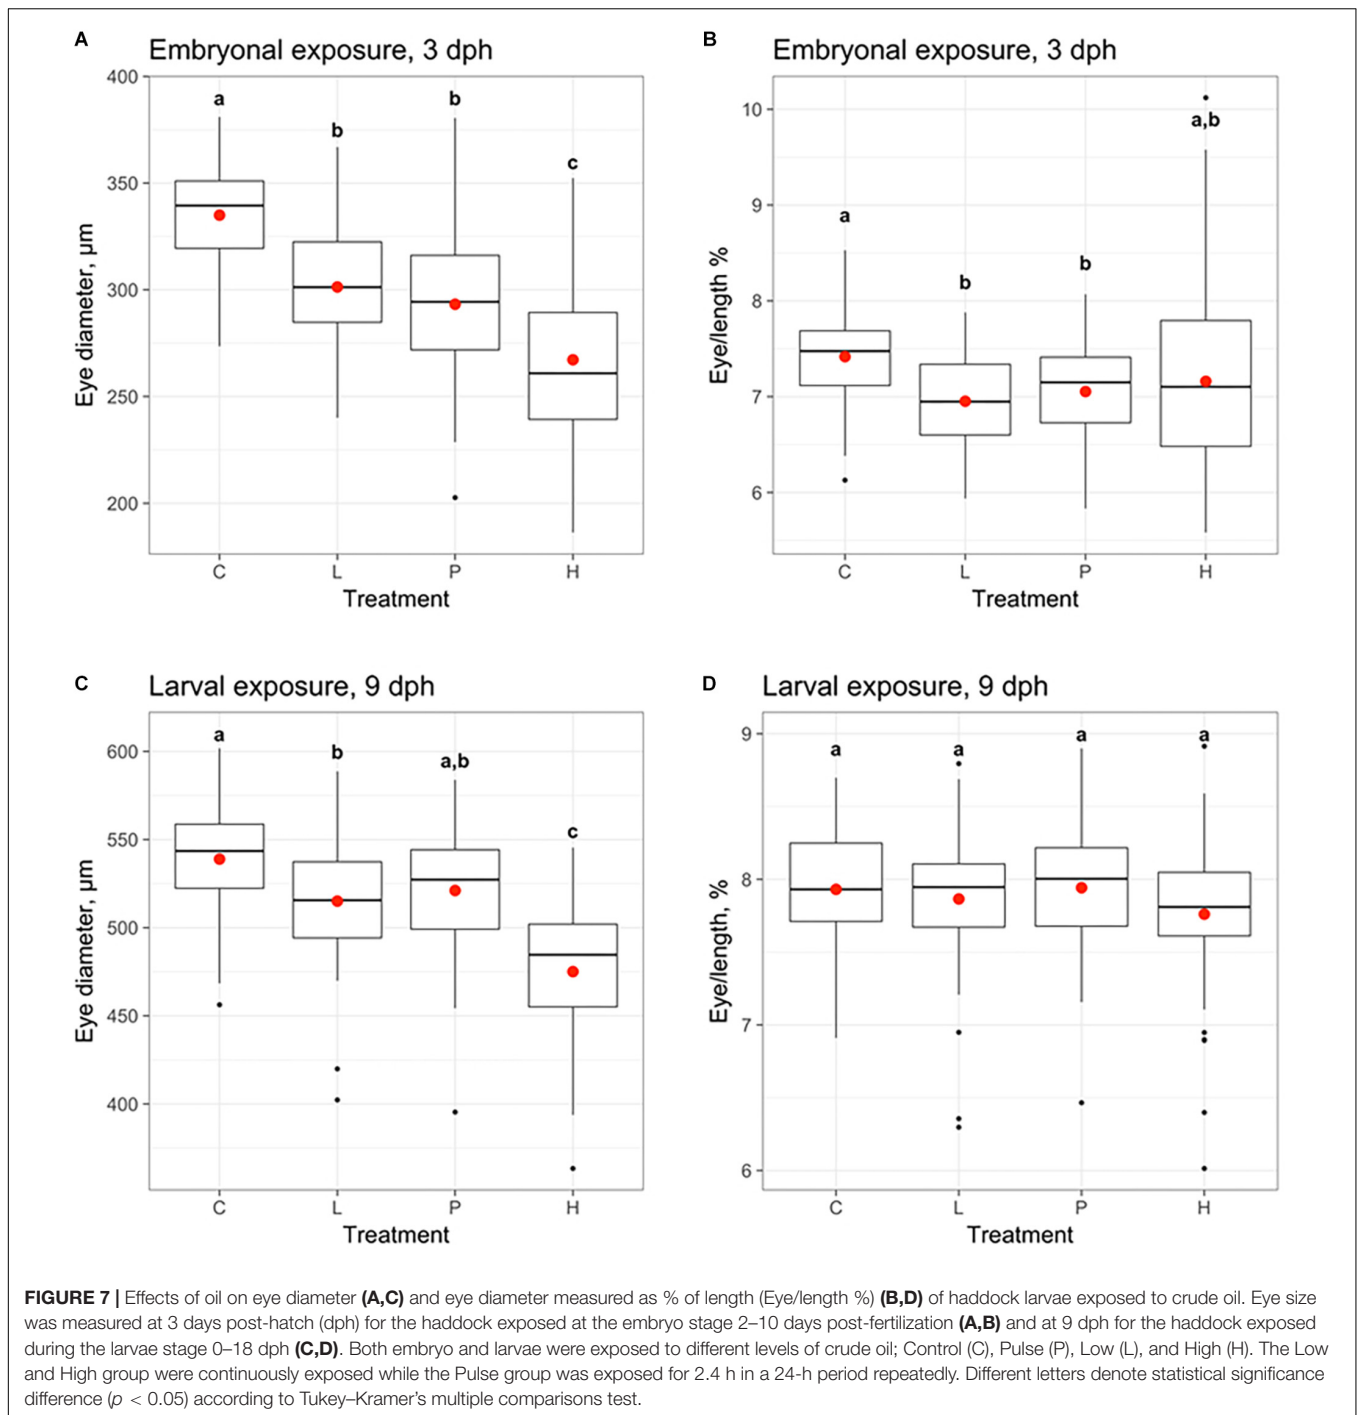 A
Embryonal exposure, 3 dph
400
350
300
250
200
Eye diameter, µm
a
b
b
c
C L P H
Treatment
B
Embryonal exposure, 3 dph
10
9
8
7
6
Eye/length %
a
b
b
a,b
C L P H
Treatment
C
Larval exposure, 9 dph
600
550
500
450
400
Eye diameter, µm
a
b
a,b
c
C L P H
Treatment
D
Larval exposure, 9 dph
9
8
7
6
Eye/length, %
a
a
a
a
C L P H
Treatment
FIGURE 7 | Effects of oil on eye diameter (A,C) and eye diameter measured as % of length (Eye/length %) (B,D) of haddock larvae exposed to crude oil. Eye size
was measured at 3 days post-hatch (dph) for the haddock exposed at the embryo stage 2–10 days post-fertilization (A,B) and at 9 dph for the haddock exposed
during the larvae stage 0–18 dph (C,D). Both embryo and larvae were exposed to different levels of crude oil; Control (C), Pulse (P), Low (L), and High (H). The Low
and High group were continuously exposed while the Pulse group was exposed for 2.4 h in a 24-h period repeatedly. Different letters denote statistical significance
difference (p < 0.05) according to Tukey–Kramer's multiple comparisons test.